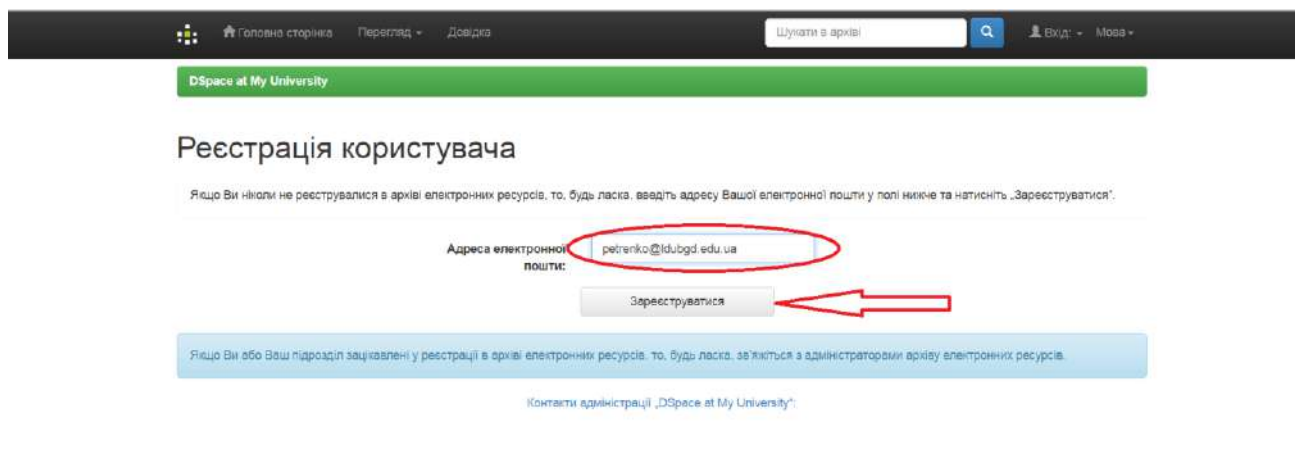 Головна сторінка Перегляд Довідка Шукати в архіві Вхід: Мова
DSpace at My University
Реєстрація користувача
Якщо Ви ніколи не реєструвалися в архіві електронних ресурсів, то, будь ласка, введіть адресу Вашої електронної пошти у полі нижче та натисніть „Зареєструватися".
Адреса електронної
пошти:
petrenko@ldubgd.edu.ua
Зареєструватися
Якщо Ви або Ваш підрозділ зацікавлені у реєстрації в архіві електронних ресурсів, то, будь ласка, зв'яжіться з адміністраторами архіву електронних ресурсів.
Контакти адміністрації „DSpace at My University":